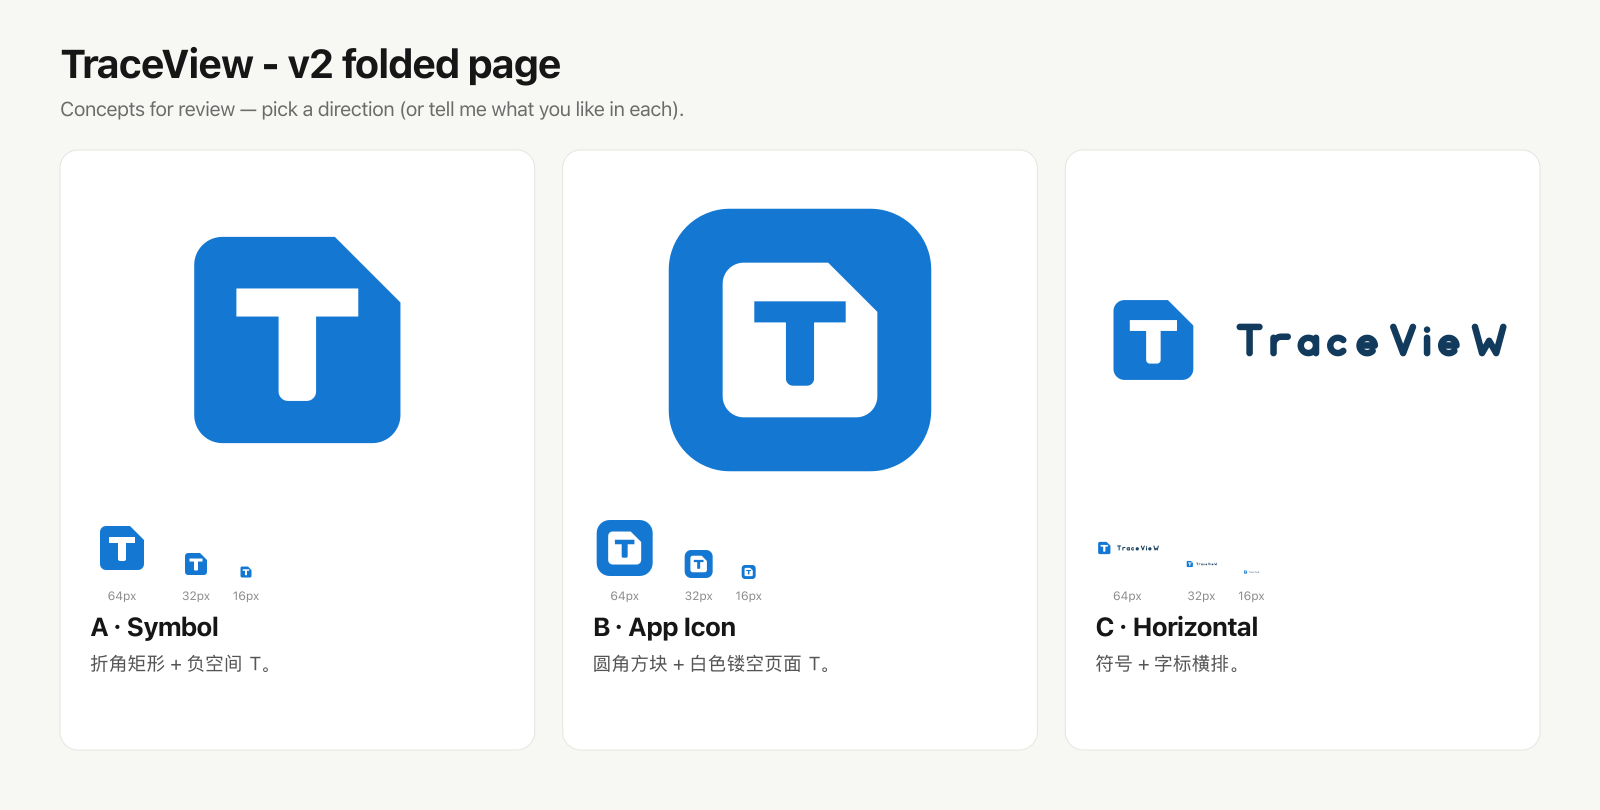 TraceView - v2 folded page
Concepts for review — pick a direction (or tell me what you like in each).
T
64px 32px 16px
A · Symbol
折角矩形 + 负空间 T。
T
64px 32px 16px
B · App Icon
圆角方块 + 白色镂空页面 T。
T TraceVieW
T TraceVieW
T TraceVieW
64px 32px 16px
C · Horizontal
符号 + 字标横排。